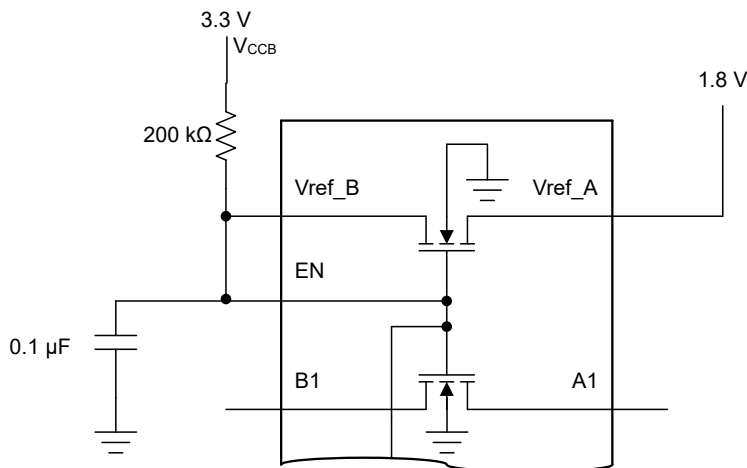 3.3 V
VCCB
1.8 V
200 kΩ
Vref_B
Vref_A
EN
0.1 µF
B1
A1